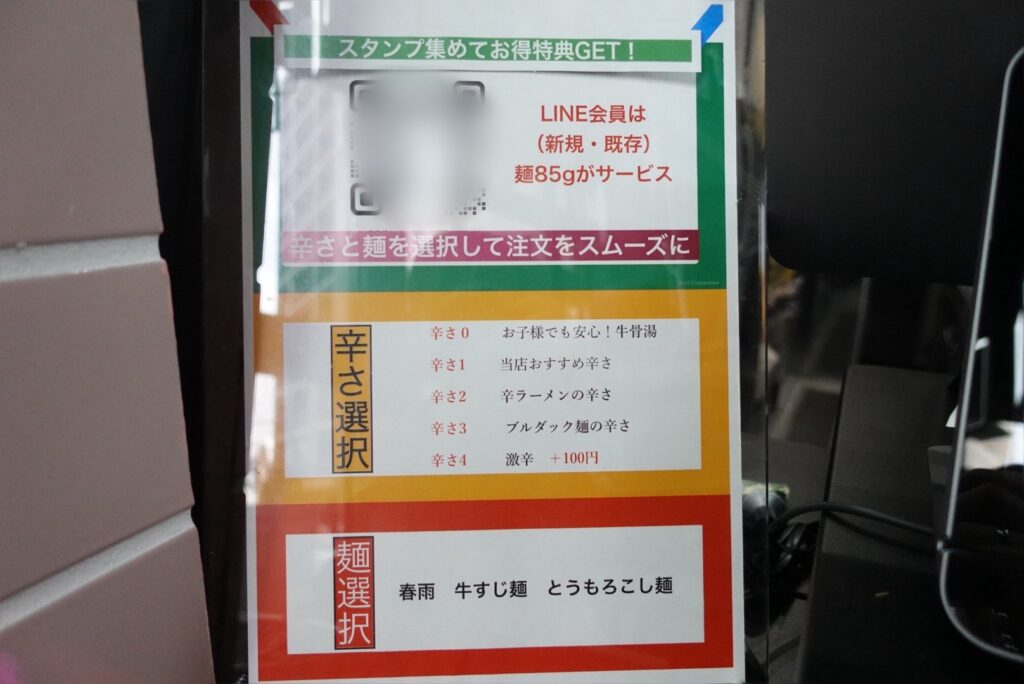 スタンプ集めてお得特典GET！
LINE会員は
（新規・既存）
麺85gがサービス
辛さと麺を選択して注文をスムーズに
辛さ選択
辛さ0 お子様でも安心！牛骨湯
辛さ1 当店おすすめ辛さ
辛さ2 辛ラーメンの辛さ
辛さ3 ブルダック麺の辛さ
辛さ4 激辛 +100円
麺選択
春雨 牛すじ麺 とうもろこし麺